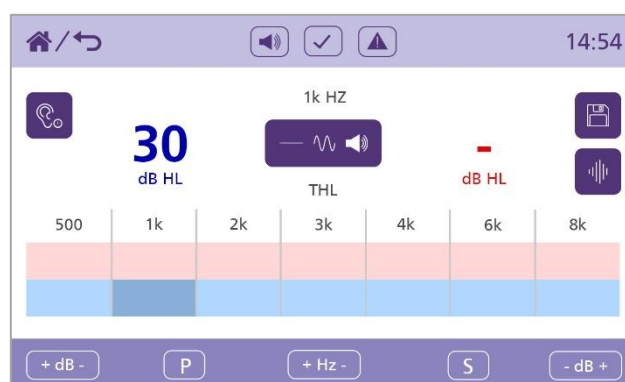 14:54
1k HZ
30
dB HL
-
dB HL
THL
500 1k 2k 3k 4k 6k 8k
+ dB - P + Hz - S - dB +